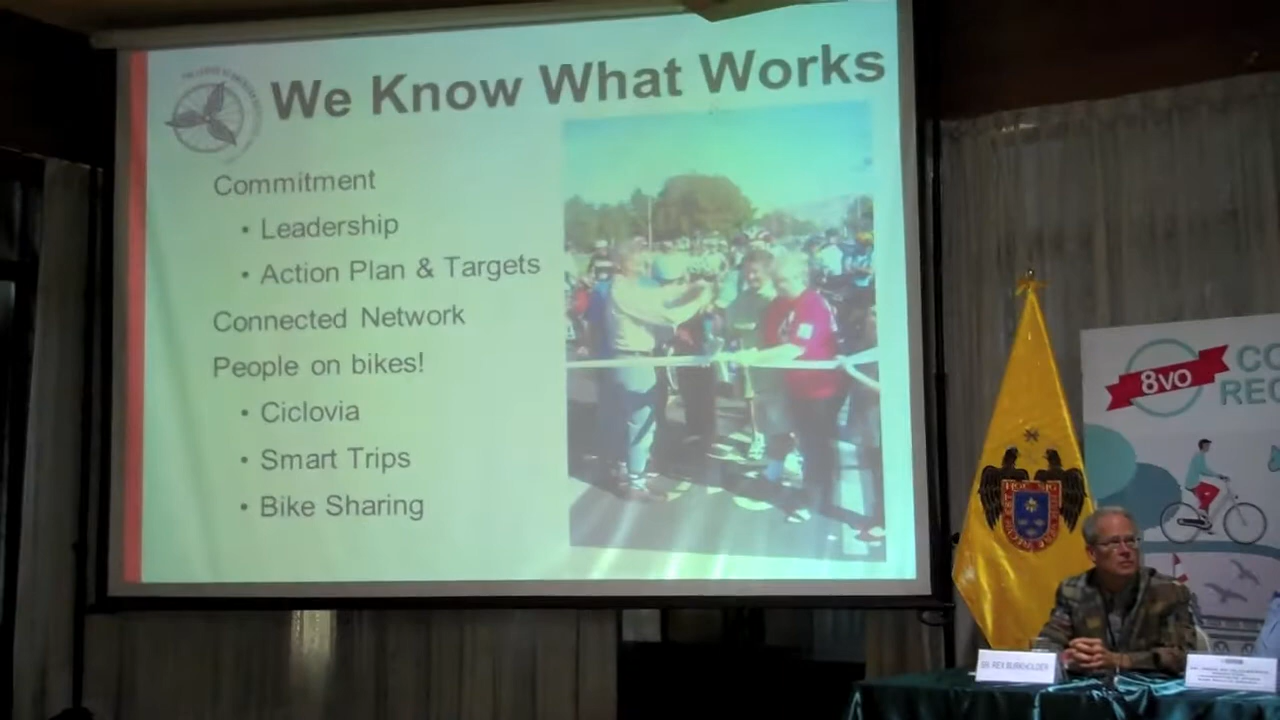 We Know What Works
Commitment
• Leadership
• Action Plan & Targets
Connected Network
People on bikes!
• Ciclovia
• Smart Trips
• Bike Sharing
8VO
CO
REC
SR. REX BURKHOLDER